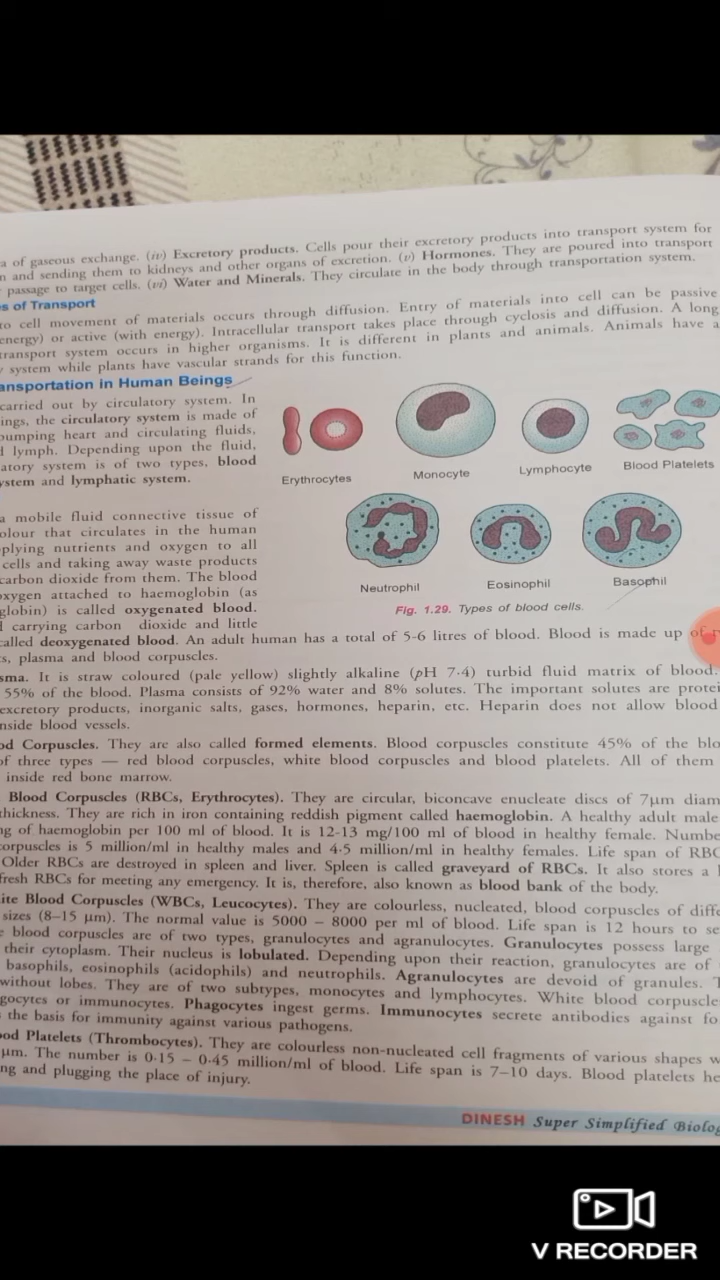 a of gaseous exchange. (iv) Excretory products. Cells pour their excretory products into transport system for
n and sending them to kidneys and other organs of excretion. (v) Hormones. They are poured into transport
passage to target cells. (vi) Water and Minerals. They circulate in the body through transportation system.
es of Transport
to cell movement of materials occurs through diffusion. Entry of materials into cell can be passive
energy) or active (with energy). Intracellular transport takes place through cyclosis and diffusion. A long
transport system occurs in higher organisms. It is different in plants and animals. Animals have a
y system while plants have vascular strands for this function.
ansportation in Human Beings
carried out by circulatory system. In
ings, the circulatory system is made of
pumping heart and circulating fluids,
d lymph. Depending upon the fluid,
atory system is of two types, blood
ystem and lymphatic system.
Erythrocytes
Monocyte
Lymphocyte
Blood Platelets
Neutrophil
Eosinophil
Basophil
Fig. 1.29. Types of blood cells.
a mobile fluid connective tissue of
olour that circulates in the human
plying nutrients and oxygen to all
cells and taking away waste products
carbon dioxide from them. The blood
oxygen attached to haemoglobin (as
globin) is called oxygenated blood.
l carrying carbon dioxide and little
called deoxygenated blood. An adult human has a total of 5-6 litres of blood. Blood is made up of
s, plasma and blood corpuscles.
sma. It is straw coloured (pale yellow) slightly alkaline (pH 7·4) turbid fluid matrix of blood.
55% of the blood. Plasma consists of 92% water and 8% solutes. The important solutes are protei
excretory products, inorganic salts, gases, hormones, heparin, etc. Heparin does not allow blood
nside blood vessels.
od Corpuscles. They are also called formed elements. Blood corpuscles constitute 45% of the blo
of three types — red blood corpuscles, white blood corpuscles and blood platelets. All of them
inside red bone marrow.
Blood Corpuscles (RBCs, Erythrocytes). They are circular, biconcave enucleate discs of 7µm diam
thickness. They are rich in iron containing reddish pigment called haemoglobin. A healthy adult male
ng of haemoglobin per 100 ml of blood. It is 12-13 mg/100 ml of blood in healthy female. Numbe
corpuscles is 5 million/ml in healthy males and 4·5 million/ml in healthy females. Life span of RBC
Older RBCs are destroyed in spleen and liver. Spleen is called graveyard of RBCs. It also stores a
fresh RBCs for meeting any emergency. It is, therefore, also known as blood bank of the body.
ite Blood Corpuscles (WBCs, Leucocytes). They are colourless, nucleated, blood corpuscles of diffe
sizes (8–15 µm). The normal value is 5000 – 8000 per ml of blood. Life span is 12 hours to se
e blood corpuscles are of two types, granulocytes and agranulocytes. Granulocytes possess large
their cytoplasm. Their nucleus is lobulated. Depending upon their reaction, granulocytes are of
basophils, eosinophils (acidophils) and neutrophils. Agranulocytes are devoid of granules. T
without lobes. They are of two subtypes, monocytes and lymphocytes. White blood corpuscle
gocytes or immunocytes. Phagocytes ingest germs. Immunocytes secrete antibodies against fo
s the basis for immunity against various pathogens.
ood Platelets (Thrombocytes). They are colourless non-nucleated cell fragments of various shapes w
µm. The number is 0·15 – 0·45 million/ml of blood. Life span is 7–10 days. Blood platelets he
ng and plugging the place of injury.
DINESH Super Simplified Biolog
V RECORDER